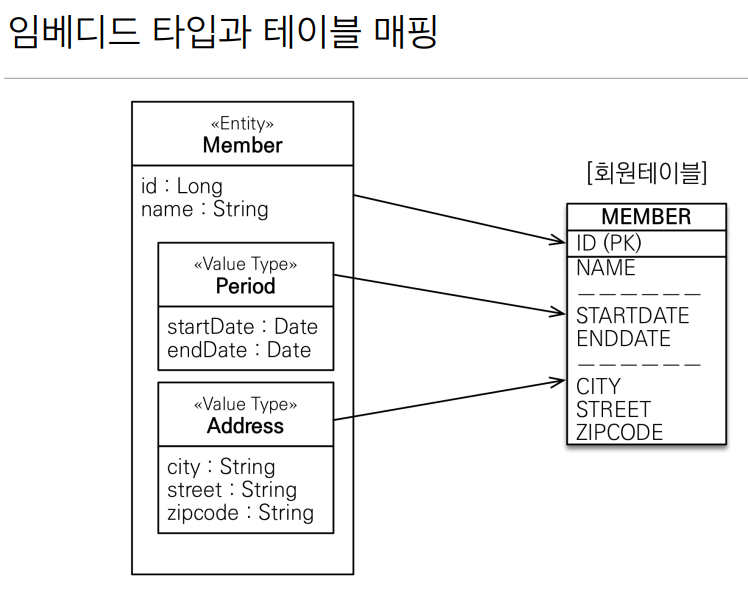 임베디드 타입과 테이블 매핑
«Entity»
Member
id : Long
name : String
«Value Type»
Period
startDate : Date
endDate : Date
«Value Type»
Address
city : String
street : String
zipcode : String
[회원테이블]
MEMBER
ID (PK)
NAME
STARTDATE
ENDDATE
CITY
STREET
ZIPCODE